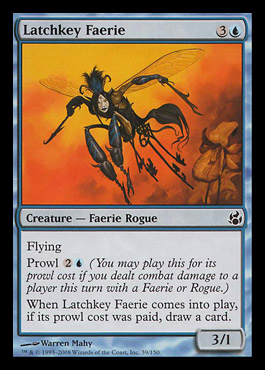 Latchkey Faerie 3
Creature — Faerie Rogue
Flying
Prowl 2 (You may play this for its
prowl cost if you dealt combat damage to a
player this turn with a Faerie or Rogue.)
When Latchkey Faerie comes into play,
if its prowl cost was paid, draw a card.
Warren Mahy
™ & © 1993-2008 Wizards of the Coast, Inc. 39/150
3/1